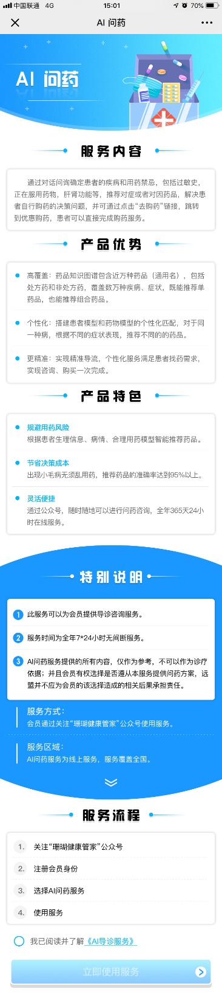 中国联通 4G 15:01 70%
AI 问药
AI 问药
服务内容
通过对话问询确定患者的疾病和用药禁忌，包括过敏史，
正在服用药物，肝肾功能等，推荐对症或者对因药品，解决患
者自行购药的决策问题，并可通过点击“去购药”链接，跳转
到优惠购药，患者可以直接完成购药服务。
产品优势
高覆盖：药品知识图谱包含近万种药品（通用名），包括
处方药和非处方药，覆盖数万种疾病、症状，既能推荐单
药品，也能推荐组合药品。
个性化：搭建患者模型和药物模型的个性化匹配，对于同
一种病，根据不同的症状表现，推荐不同的的药品。
更精准：实现精准导流，个性化服务满足患者找药需求，
实现咨询、购买一次完成。
产品特色
规避用药风险
根据患者生理信息、病情、合理用药模型智能推荐药品。
节省决策成本
出现小毛病无须乱用药，推荐药品的准确率达到95%以上。
灵活便捷
通过公众号，随时随地可以进行问药咨询，全年365天24小
时在线服务。
特别说明
1 此服务可以为会员提供导诊咨询服务。
2 服务时间为全年7*24小时无间断服务。
3 AI问药服务提供的所有内容，仅作为参考，不可以作为诊疗
依据；并且会员有权选择是否遵从本服务提供问药方案，远
盟并不应为会员的该选择造成的相关后果承担责任。
服务方式：
会员通过关注“珊瑚健康管家”公众号使用服务。
服务区域：
AI问药服务为线上服务，服务覆盖全国。
服务流程
1. 关注“珊瑚健康管家”公众号
2. 注册会员身份
3. 选择AI问药服务
4. 使用服务
我已阅读并了解《AI导诊服务》
立即使用服务